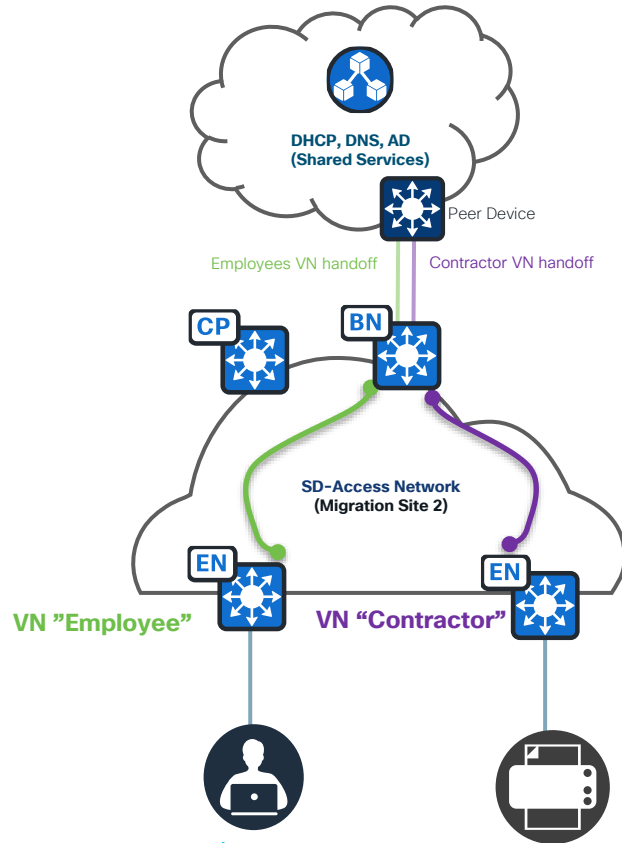 DHCP, DNS, AD
(Shared Services)
Peer Device
Employees VN handoff
Contractor VN handoff
CP
BN
SD-Access Network
(Migration Site 2)
EN
EN
VN ”Employee”
VN “Contractor”